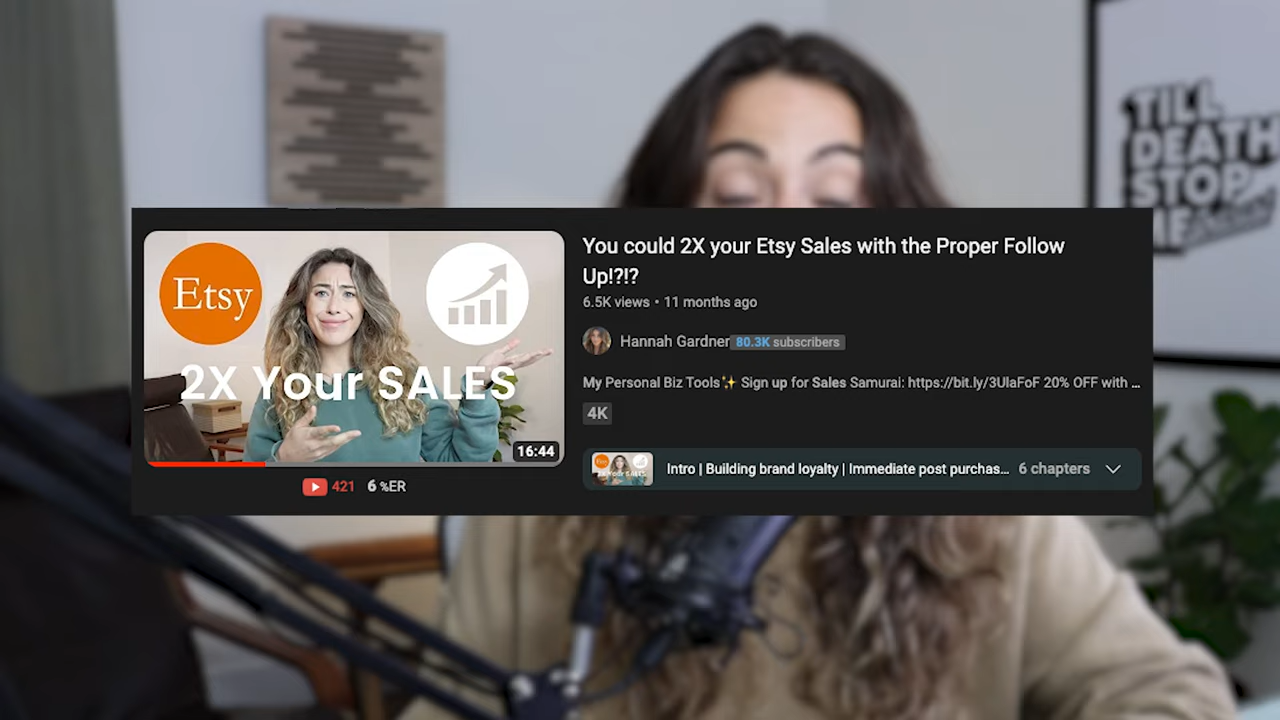 TILL
DEATH
STOP
ME
Etsy
2X Your SALES
16:44
421 6 %ER
You could 2X your Etsy Sales with the Proper Follow
Up!?!?
6.5K views • 11 months ago
Hannah Gardner 80.3K subscribers
My Personal Biz Tools✨ Sign up for Sales Samurai: https://bit.ly/3UlaFoF 20% OFF with ...
4K
Intro | Building brand loyalty | Immediate post purchas... 6 chapters